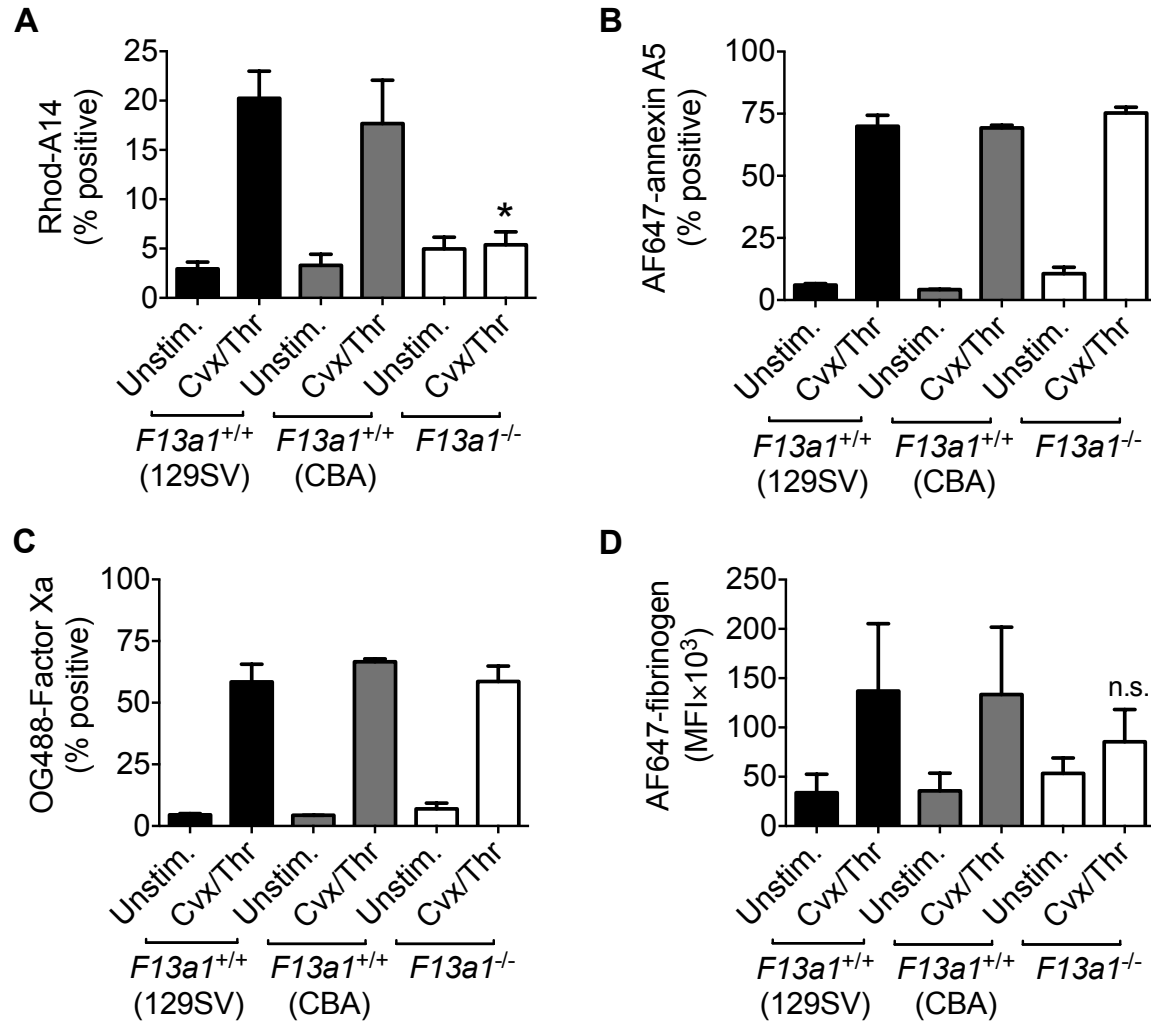 A
Rhod-A14
(% positive)
25
20
15
10
5
0
*
Unstim.
Cvx/Thr
Unstim.
Cvx/Thr
Unstim.
Cvx/Thr
F13a1+/+
(129SV)
F13a1+/+
(CBA)
F13a1-/-
B
AF647-annexin A5
(% positive)
100
75
50
25
0
Unstim.
Cvx/Thr
Unstim.
Cvx/Thr
Unstim.
Cvx/Thr
F13a1+/+
(129SV)
F13a1+/+
(CBA)
F13a1-/-
C
OG488-Factor Xa
(% positive)
100
75
50
25
0
Unstim.
Cvx/Thr
Unstim.
Cvx/Thr
Unstim.
Cvx/Thr
F13a1+/+
(129SV)
F13a1+/+
(CBA)
F13a1-/-
D
AF647-fibrinogen
(MFI×10³)
250
200
150
100
50
0
n.s.
Unstim.
Cvx/Thr
Unstim.
Cvx/Thr
Unstim.
Cvx/Thr
F13a1+/+
(129SV)
F13a1+/+
(CBA)
F13a1-/-